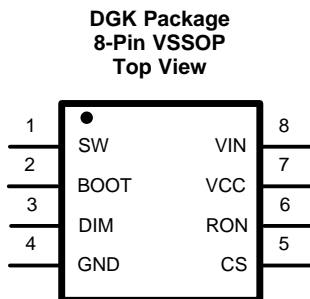 DGK Package
8-Pin VSSOP
Top View
1 SW VIN 8
2 BOOT VCC 7
3 DIM RON 6
4 GND CS 5